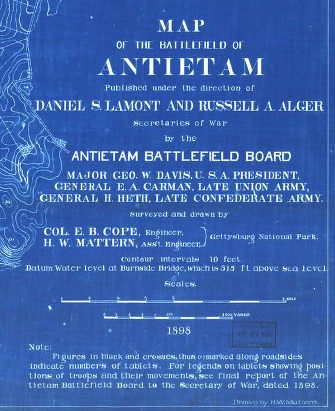 MAP
OF THE BATTLEFIELD OF
ANTIETAM
Published under the direction of
DANIEL S. LAMONT AND RUSSELL A. ALGER
Secretaries of War
by the
ANTIETAM BATTLEFIELD BOARD
MAJOR GEO. W. DAVIS, U. S. A. PRESIDENT,
GENERAL E. A. CARMAN, LATE UNION ARMY,
GENERAL H. HETH, LATE CONFEDERATE ARMY.
Surveyed and drawn by
COL. E. B. COPE, Engineer,
H. W. MATTERN, Ass't. Engineer,
Gettysburg National Park.
Contour intervals 10 feet.
Datum Water level at Burnside Bridge, which is 315 ft above sea level.
Scales.
1 MILE
1000 YARDS
1898
Note:
Figures in black and crosses, thus marked along roadsides
indicate numbers of tablets. For legends on tablets showing posi
tions of troops and their movements, see final report of the An
tietam Battlefield Board to the Secretary of War, dated 1898.
Drawn by H.W. Mattern.